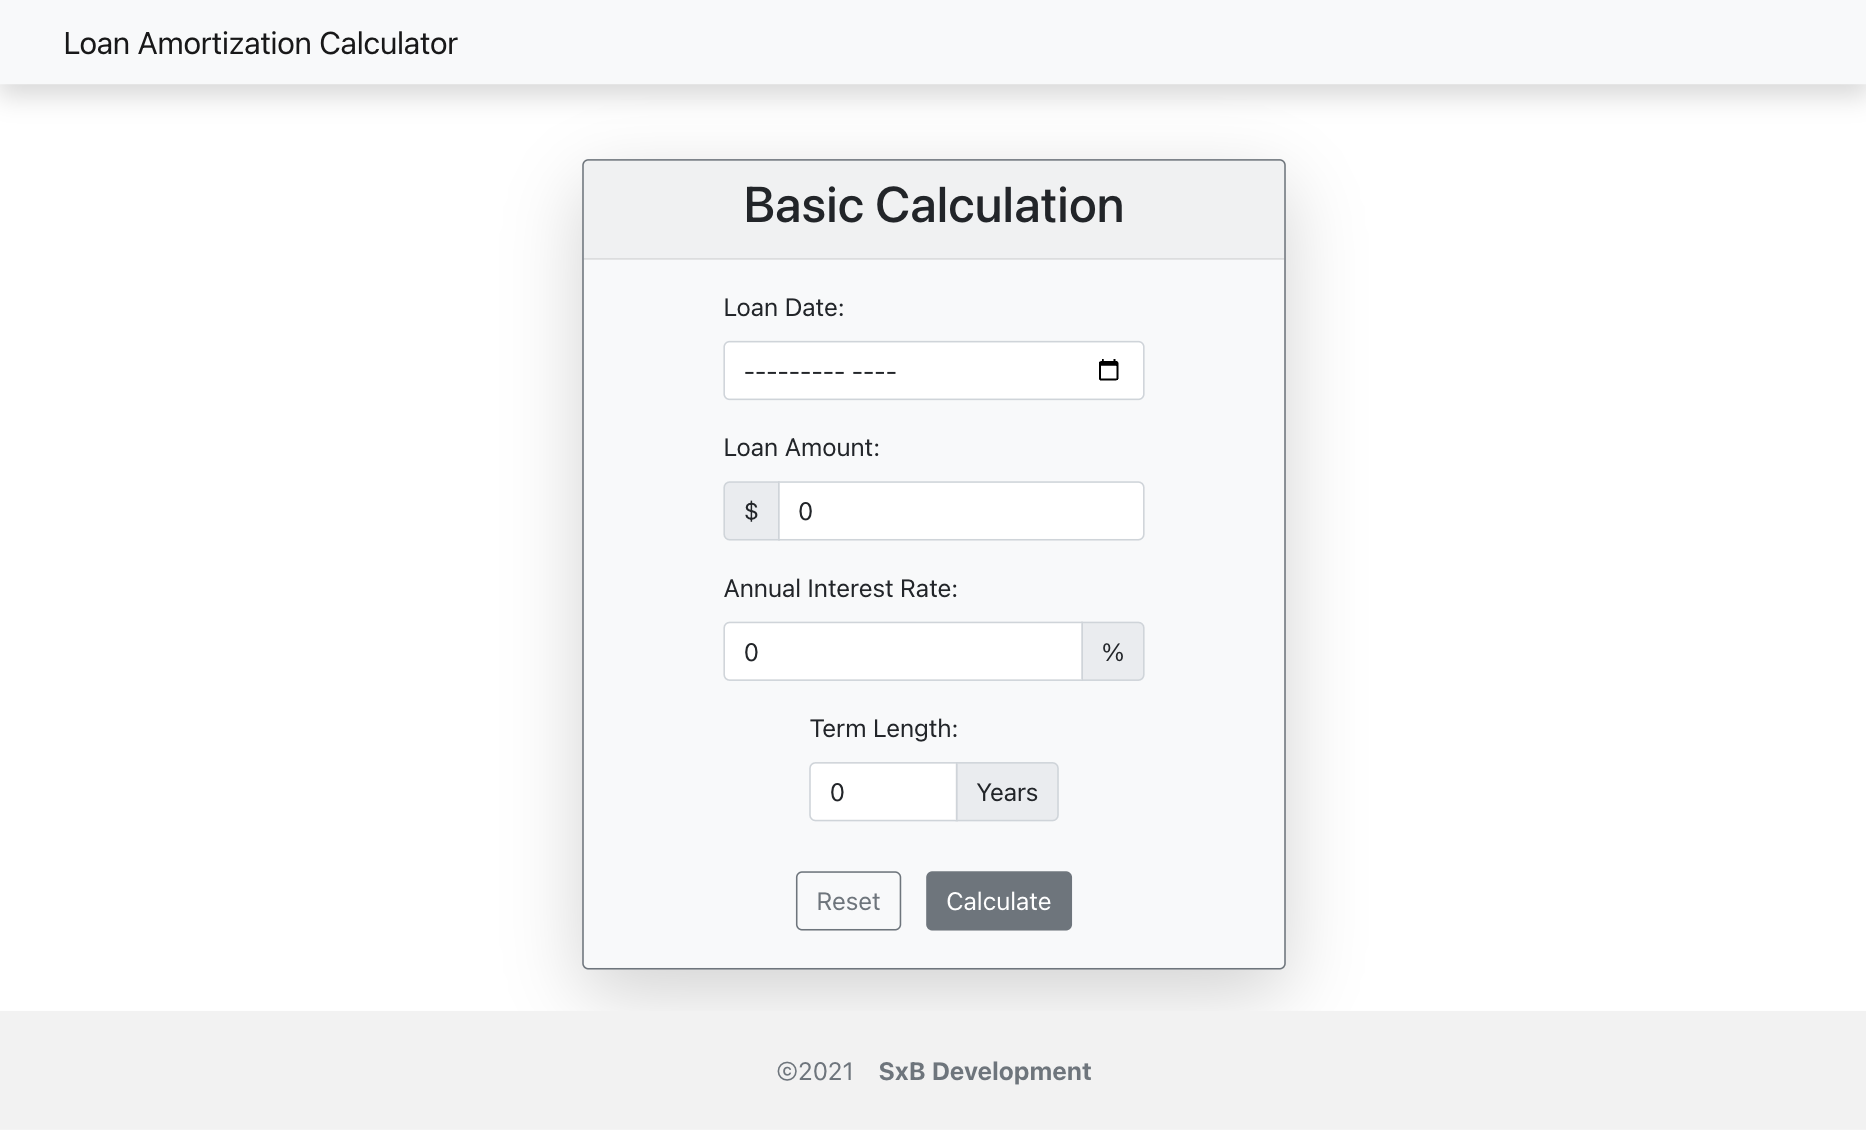 Loan Amortization Calculator
Basic Calculation
Loan Date:
--------- ----
Loan Amount:
$ 0
Annual Interest Rate:
0 %
Term Length:
0 Years
Reset Calculate
©2021 SxB Development